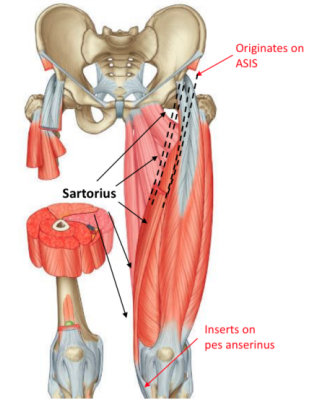 Originates on
ASIS
Sartorius
Inserts on
pes anserinus